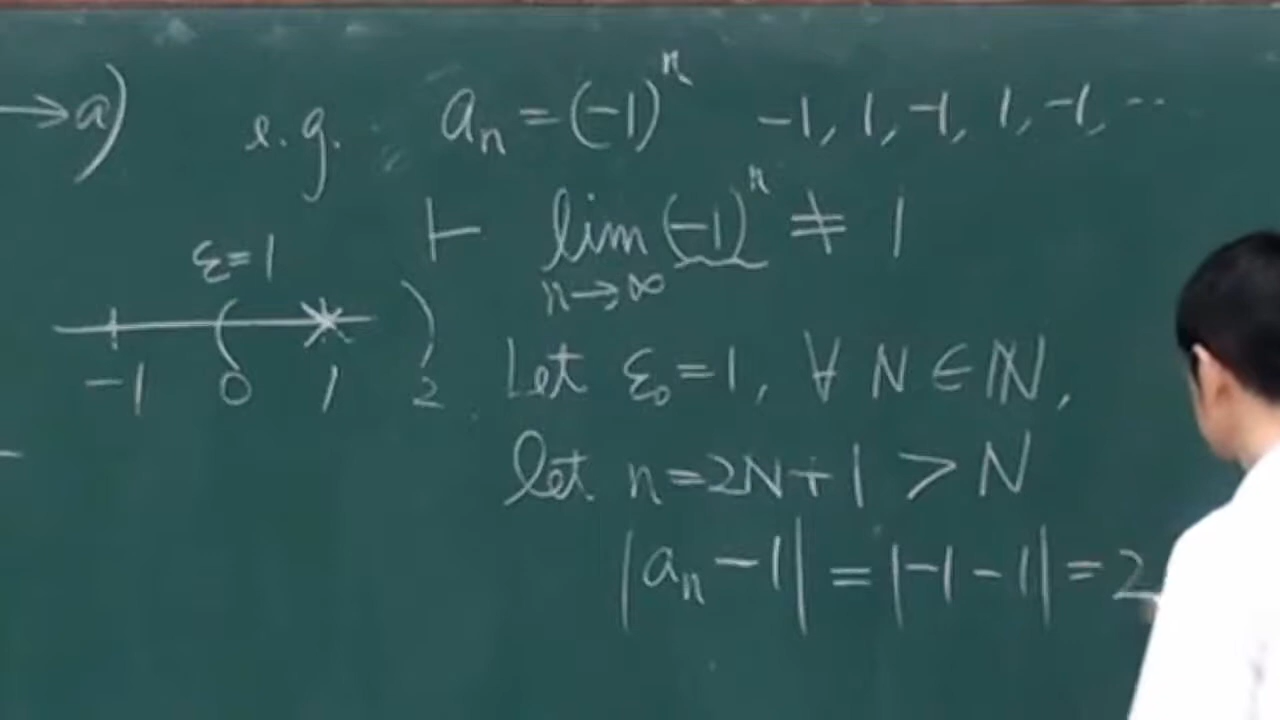 →a)
e.g. aₙ = (-1)ⁿ -1, 1, -1, 1, -1, ...
⊢ lim (-1)ⁿ ≠ 1
n→∞
ε=1
-1 0 1 2
Let ε₀=1, ∀ N ∈ ℕ,
let n=2N+1 > N
|aₙ -1| = |-1-1| = 2